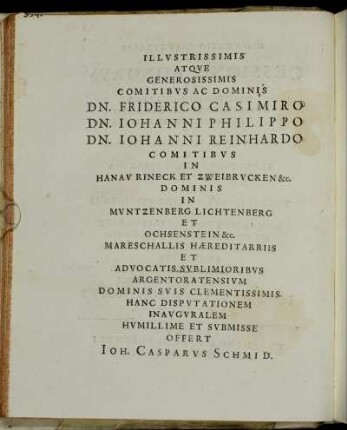 ILLVSTRISSIMIS
ATQVE
GENEROSISSIMIS
COMITIBVS AC DOMINIS
DN. FRIDERICO CASIMIRO
DN. IOHANNI PHILIPPO
DN. IOHANNI REINHARDO
COMITIBVS
IN
HANAV RINECK ET ZWEIBRVCKEN &c.
DOMINIS
IN
MVNTZENBERG LICHTENBERG
ET
OCHSENSTEIN &c.
MARESCHALLIS HÆREDITARRIIS
ET
ADVOCATIS SVBLIMIORIBVS
ARGENTORATENSIVM
DOMINIS SVIS CLEMENTISSIMIS.
HANC DISPVTATIONEM
INAVGVRALEM
HVMILLIME ET SVBMISSE
OFFERT
IOH. CASPARVS SCHMID.